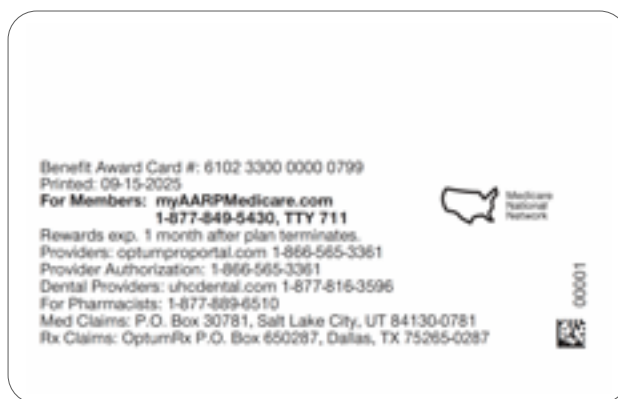 Benefit Award Card #: 6102 3300 0000 0799
Printed: 09-15-2025
For Members: myAARPMedicare.com
1-877-849-5430, TTY 711
Rewards exp. 1 month after plan terminates.
Providers: optumproportal.com 1-866-565-3361
Provider Authorization: 1-866-565-3361
Dental Providers: uhcdental.com 1-877-816-3596
For Pharmacists: 1-877-889-6510
Med Claims: P.O. Box 30781, Salt Lake City, UT 84130-0781
Rx Claims: OptumRx P.O. Box 650287, Dallas, TX 75265-0287
Medicare
National
Network
00001